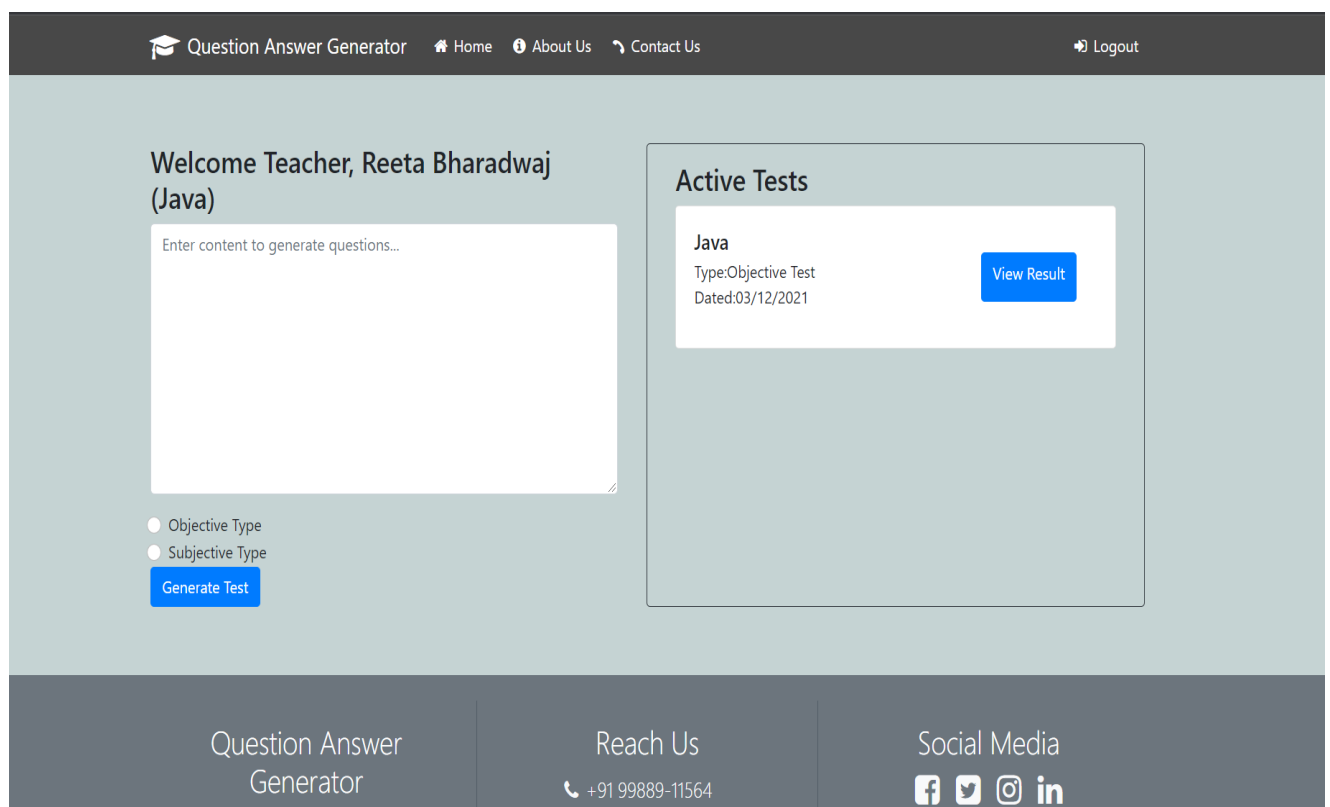 Question Answer Generator Home About Us Contact Us Logout
Welcome Teacher, Reeta Bharadwaj
(Java)
Enter content to generate questions...
Objective Type
Subjective Type
Generate Test
Active Tests
Java
Type:Objective Test
Dated:03/12/2021
View Result
Question Answer
Generator
Reach Us
+91 99889-11564
Social Media